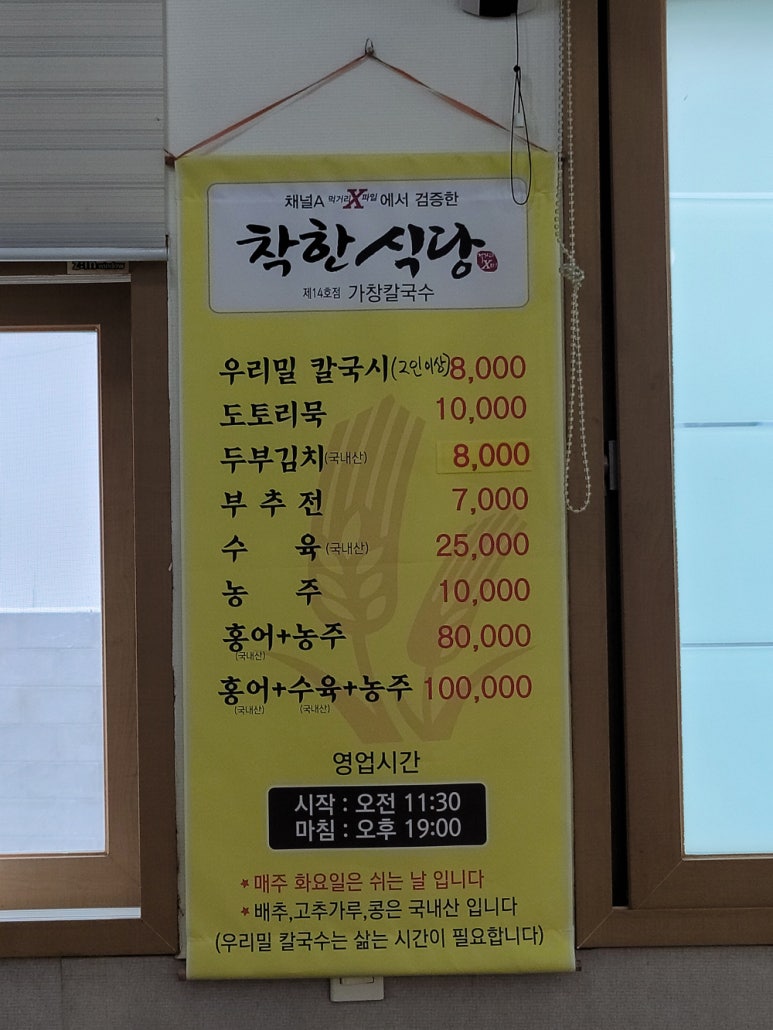 채널A 먹거리X파일에서 검증한
착한식당
제14호점 가창칼국수
우리밀 칼국시(2인이상) 8,000
도토리묵 10,000
두부김치(국내산) 8,000
부추전 7,000
수육(국내산) 25,000
농주 10,000
홍어+농주 80,000
(국내산)
홍어+수육+농주 100,000
(국내산) (국내산)
영업시간
시작 : 오전 11:30
마침 : 오후 19:00
★매주 화요일은 쉬는 날 입니다
★배추,고추가루,콩은 국내산 입니다
(우리밀 칼국수는 삶는 시간이 필요합니다)